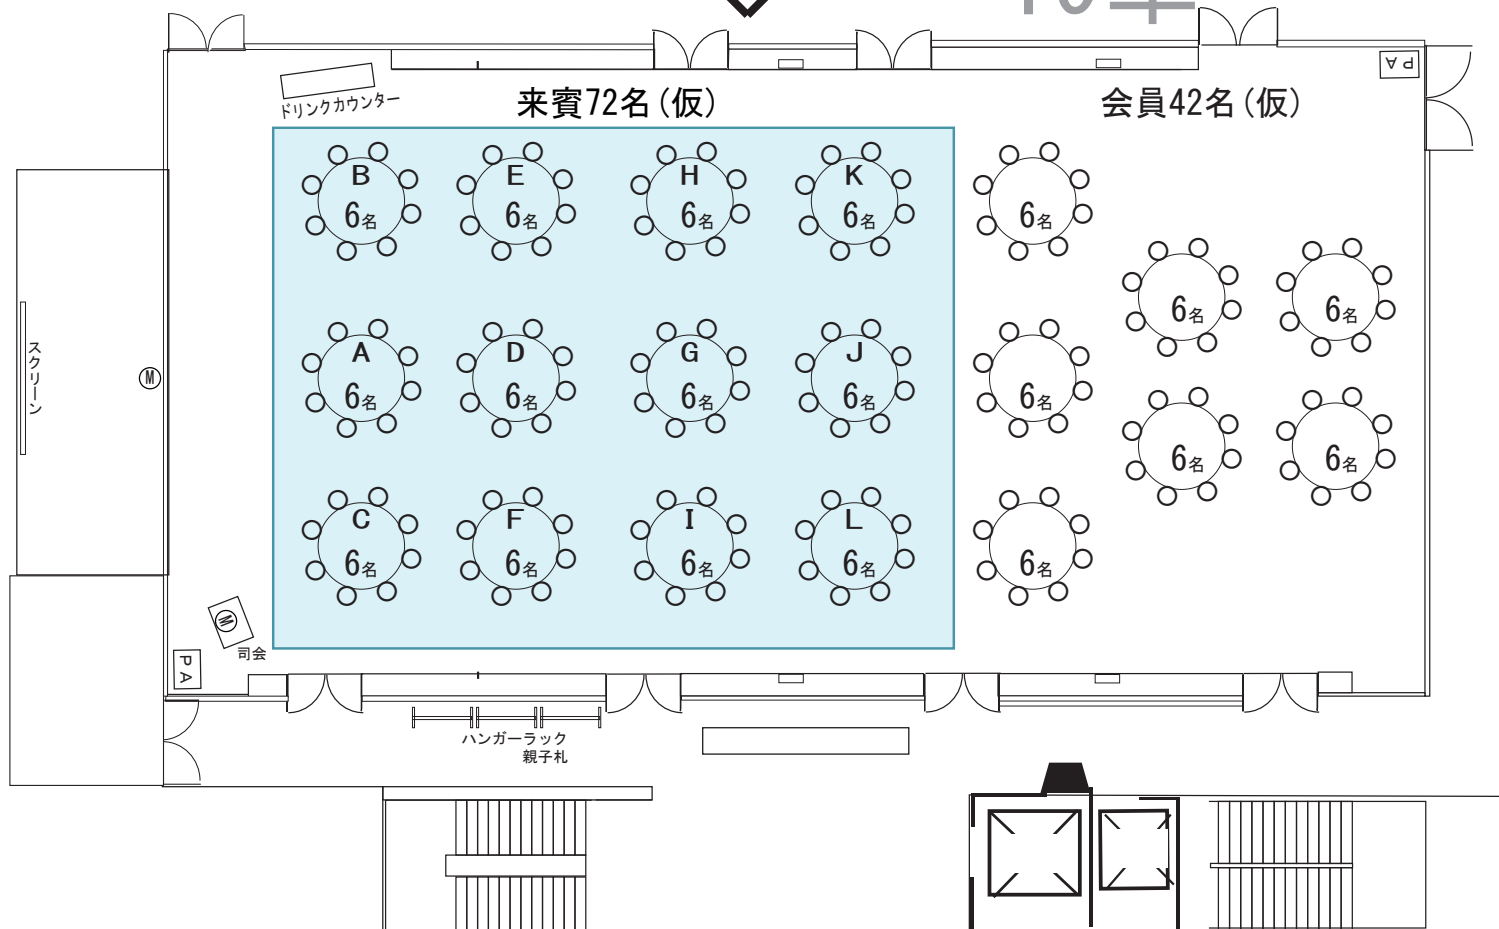 ドリンクカウンター
来賓72名(仮)
会員42名(仮)
PA
B
6名
E
6名
H
6名
K
6名
6名
6名
6名
スクリーン
M
A
6名
D
6名
G
6名
J
6名
6名
6名
6名
C
6名
F
6名
I
6名
L
6名
6名
M
司会
PA
ハンガーラック
親子札